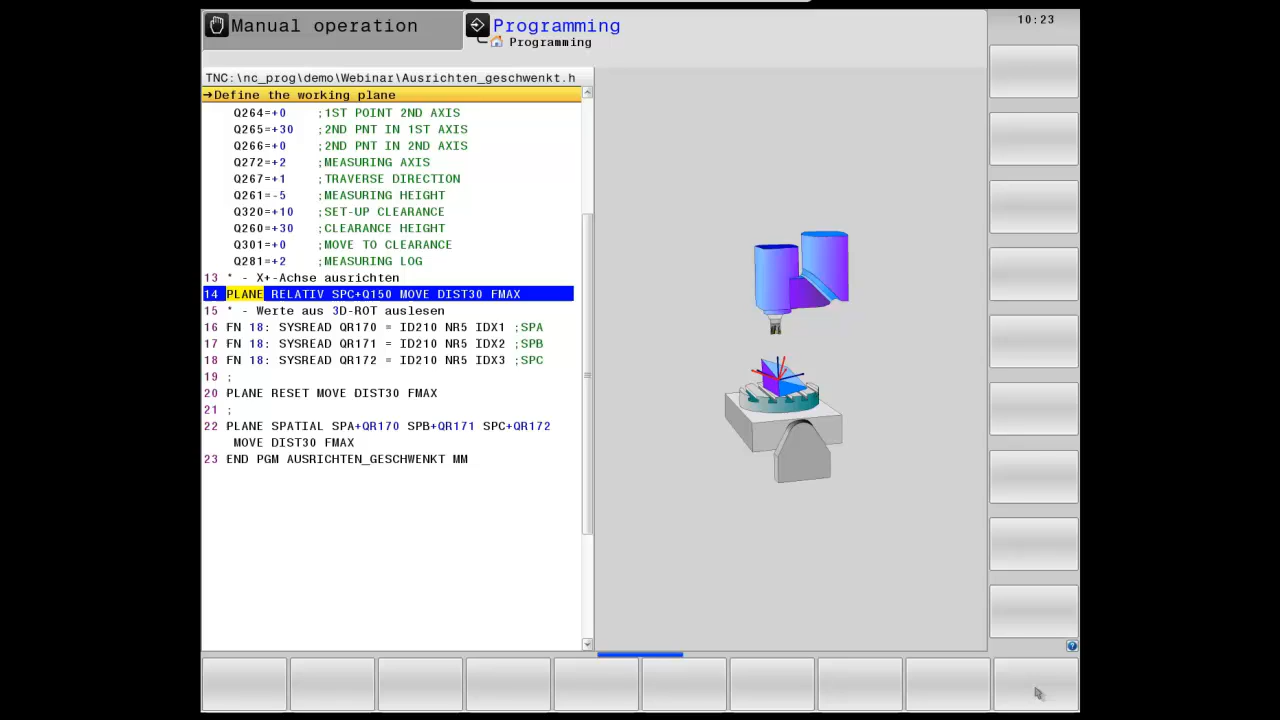 Manual operation
Programming
Programming
10:23
TNC:\nc_prog\demo\Webinar\Ausrichten_geschwenkt.h
→Define the working plane
Q264=+0 ;1ST POINT 2ND AXIS
Q265=+30 ;2ND PNT IN 1ST AXIS
Q266=+0 ;2ND PNT IN 2ND AXIS
Q272=+2 ;MEASURING AXIS
Q267=+1 ;TRAVERSE DIRECTION
Q261=-5 ;MEASURING HEIGHT
Q320=+10 ;SET-UP CLEARANCE
Q260=+30 ;CLEARANCE HEIGHT
Q301=+0 ;MOVE TO CLEARANCE
Q281=+2 ;MEASURING LOG
13 * - X+-Achse ausrichten
14 PLANE RELATIV SPC+Q150 MOVE DIST30 FMAX
15 * - Werte aus 3D-ROT auslesen
16 FN 18: SYSREAD QR170 = ID210 NR5 IDX1 ;SPA
17 FN 18: SYSREAD QR171 = ID210 NR5 IDX2 ;SPB
18 FN 18: SYSREAD QR172 = ID210 NR5 IDX3 ;SPC
19 ;
20 PLANE RESET MOVE DIST30 FMAX
21 ;
22 PLANE SPATIAL SPA+QR170 SPB+QR171 SPC+QR172
MOVE DIST30 FMAX
23 END PGM AUSRICHTEN_GESCHWENKT MM
?